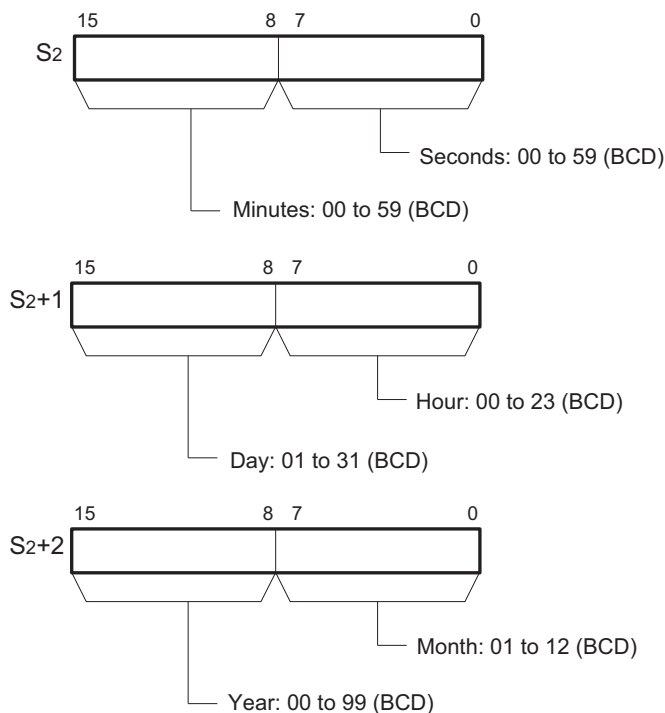 15 8 7 0
S2
Seconds: 00 to 59 (BCD)
Minutes: 00 to 59 (BCD)
15 8 7 0
S2+1
Hour: 00 to 23 (BCD)
Day: 01 to 31 (BCD)
15 8 7 0
S2+2
Month: 01 to 12 (BCD)
Year: 00 to 99 (BCD)